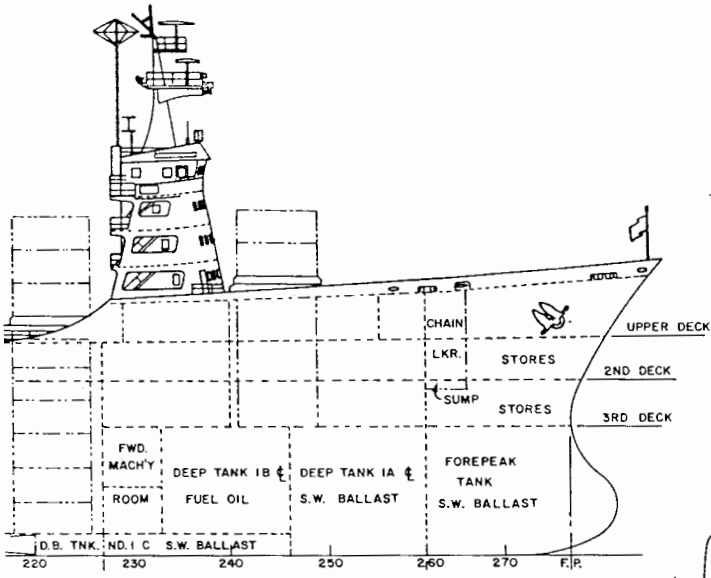 CHAIN
LKR.
UPPER DECK
STORES
2ND DECK
SUMP
STORES
3RD DECK
FWD.
MACH'Y
ROOM
DEEP TANK 1B ℄
FUEL OIL
DEEP TANK 1A ℄
S.W. BALLAST
FOREPEAK
TANK
S.W. BALLAST
D.B. TNK. NO. 1 C S.W. BALLAST
220 230 240 250 260 270 F.P.